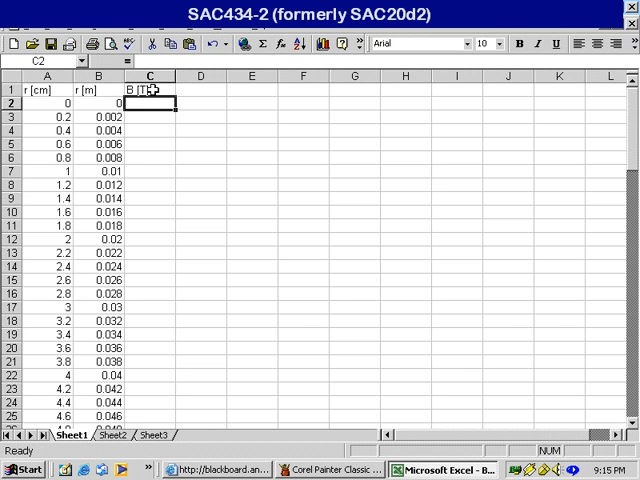 SAC434-2 (formerly SAC20d2)
Arial 10 B I U
C2 =
A B C D E F G H I J K L
1 r [cm] r [m] B [T]
2 0 0
3 0.2 0.002
4 0.4 0.004
5 0.6 0.006
6 0.8 0.008
7 1 0.01
8 1.2 0.012
9 1.4 0.014
10 1.6 0.016
11 1.8 0.018
12 2 0.02
13 2.2 0.022
14 2.4 0.024
15 2.6 0.026
16 2.8 0.028
17 3 0.03
18 3.2 0.032
19 3.4 0.034
20 3.6 0.036
21 3.8 0.038
22 4 0.04
23 4.2 0.042
24 4.4 0.044
25 4.6 0.046
Sheet1 Sheet2 Sheet3
Ready NUM
Start http://blackboard.an... Corel Painter Classic ... Microsoft Excel - B... 9:15 PM